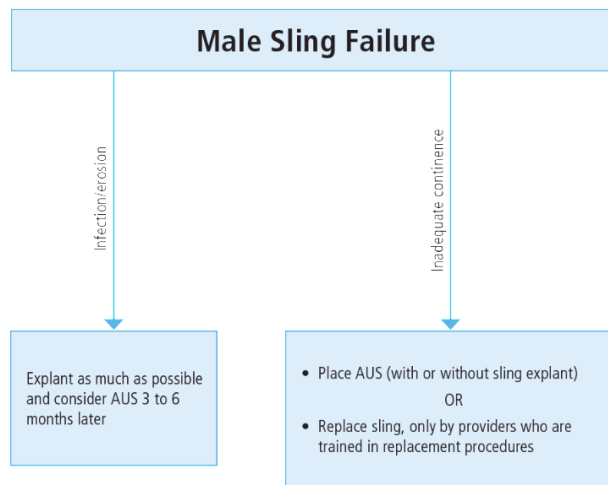 Male Sling Failure
Infection/erosion
Inadequate continence
Explant as much as possible
and consider AUS 3 to 6
months later
• Place AUS (with or without sling explant)
OR
• Replace sling, only by providers who are
trained in replacement procedures